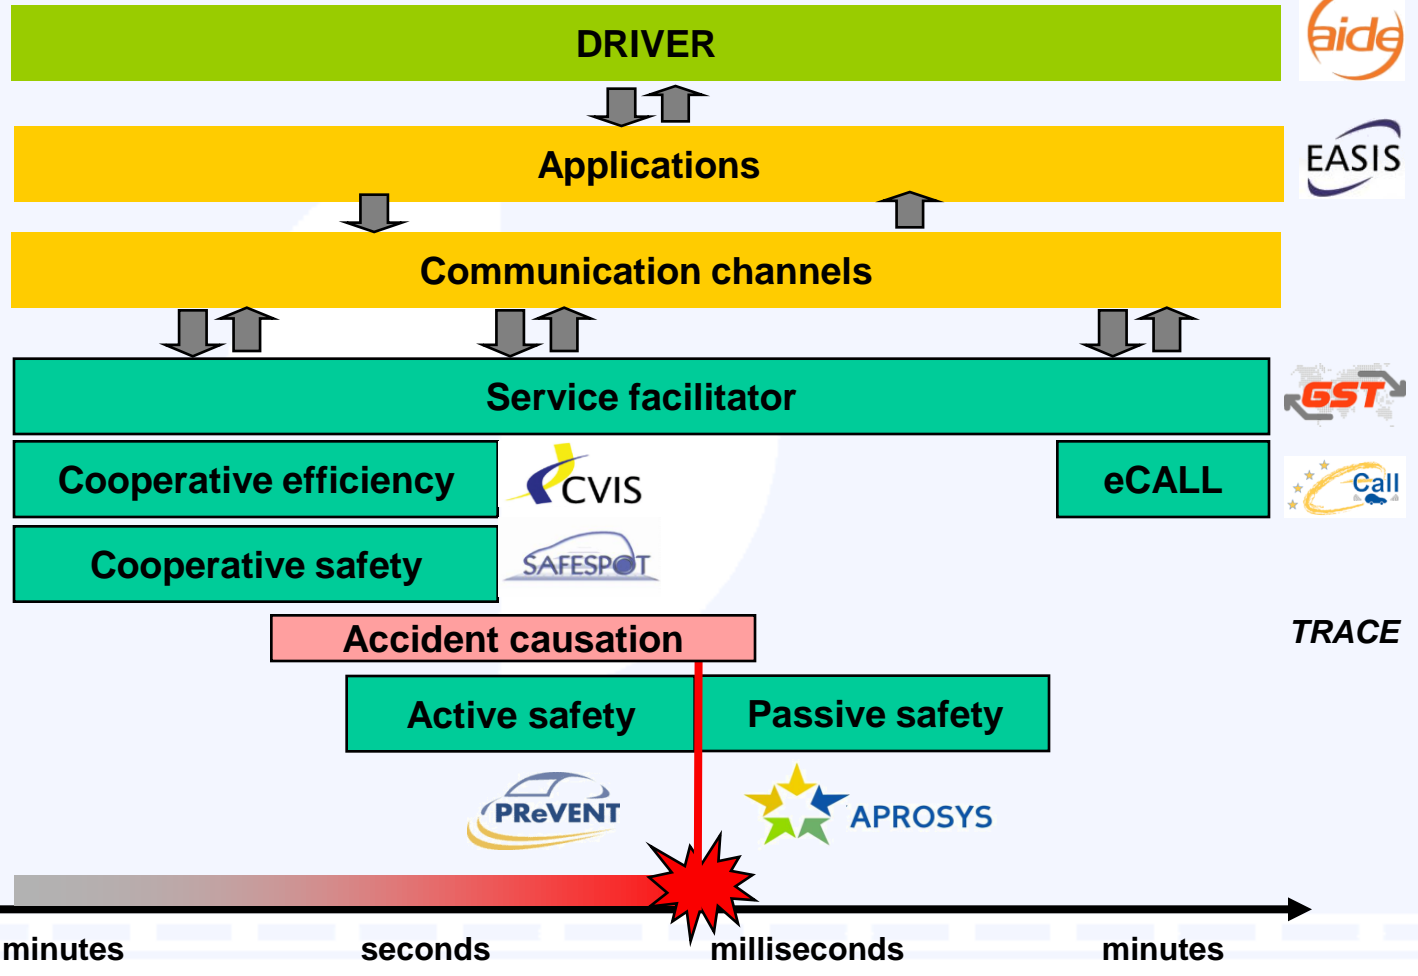 DRIVER
aide
Applications
EASIS
Communication channels
Service facilitator
GST
Cooperative efficiency
CVIS
eCALL
Call
Cooperative safety
SAFESPOT
Accident causation
TRACE
Active safety
Passive safety
PReVENT
APROSYS
minutes
seconds
milliseconds
minutes